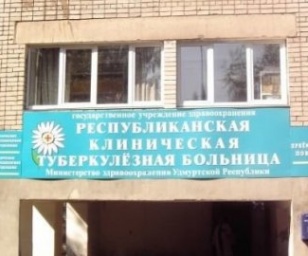 государственное учреждение здравоохранения
РЕСПУБЛИКАНСКАЯ
КЛИНИЧЕСКАЯ
ТУБЕРКУЛЁЗНАЯ БОЛЬНИЦА
Министерство здравоохранения Удмуртской Республики